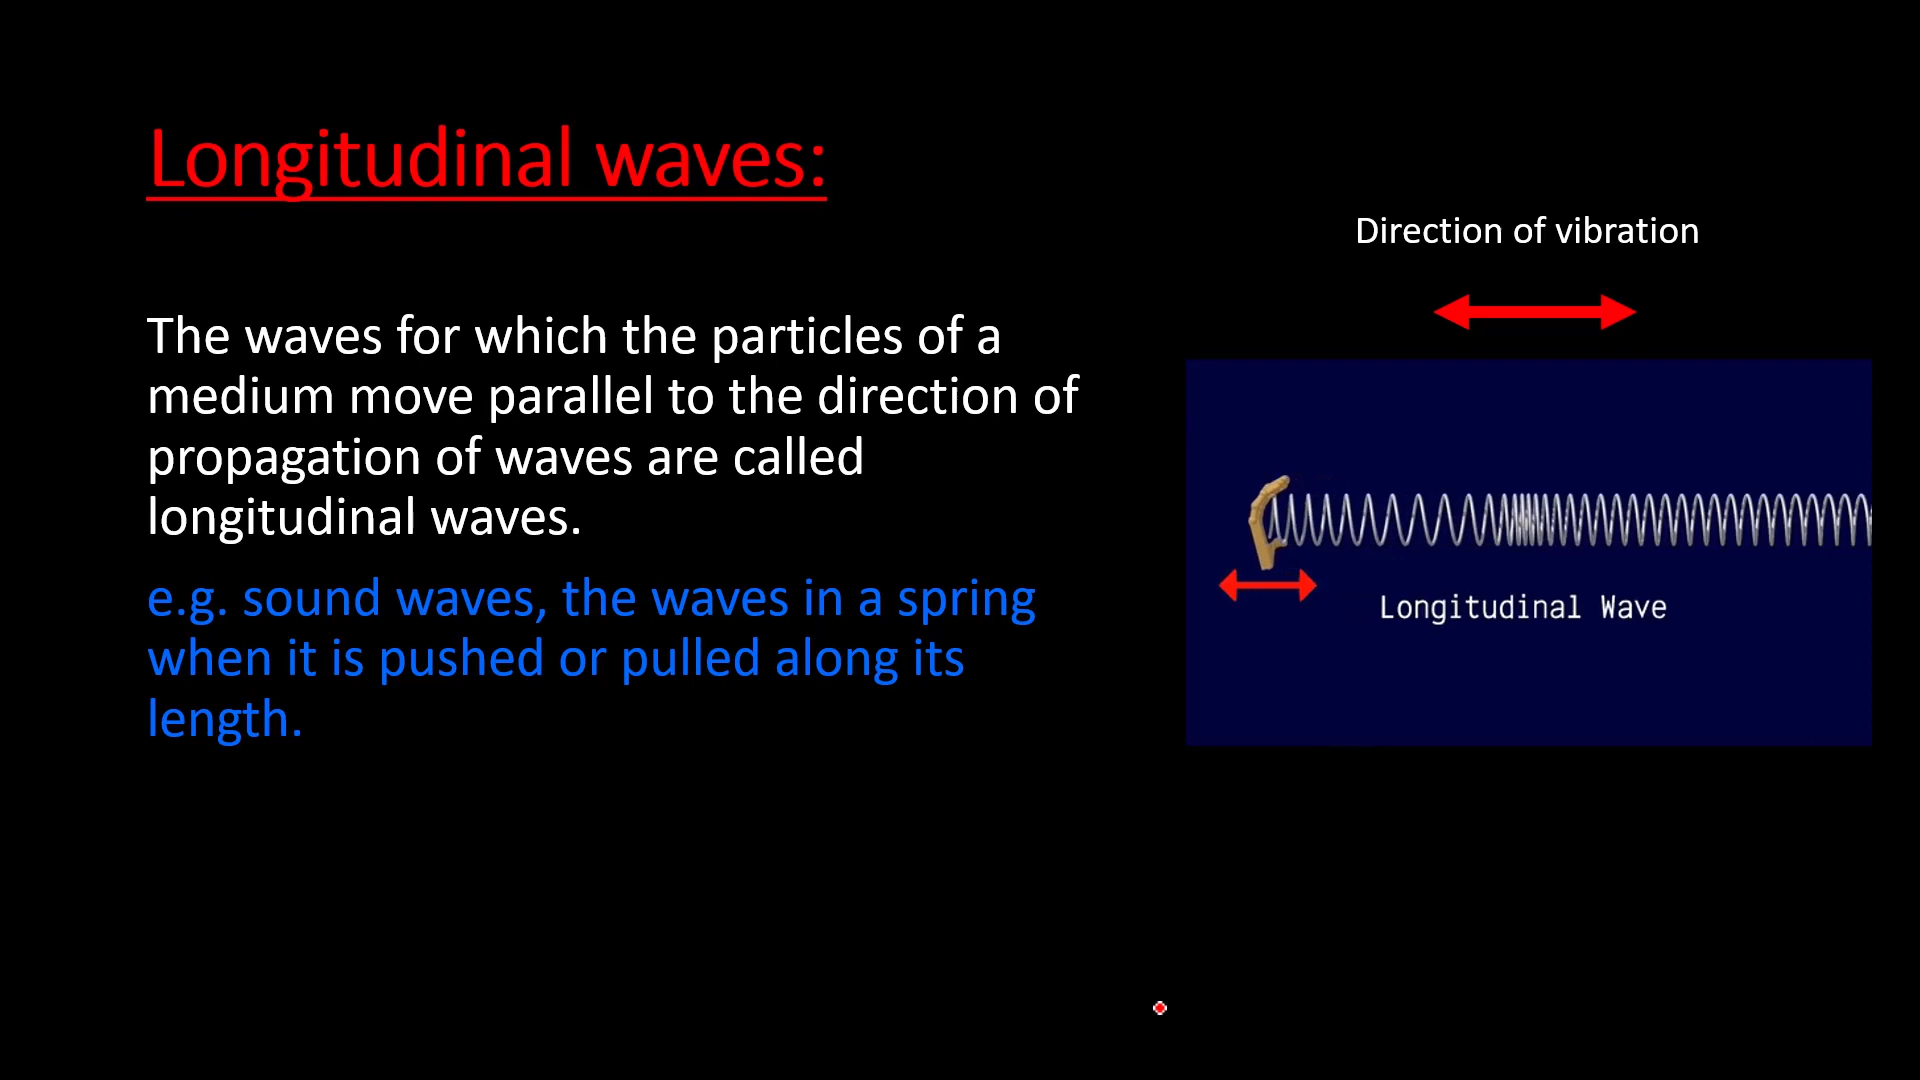 Longitudinal waves:
Direction of vibration
The waves for which the particles of a
medium move parallel to the direction of
propagation of waves are called
longitudinal waves.
e.g. sound waves, the waves in a spring
when it is pushed or pulled along its
length.
Longitudinal Wave